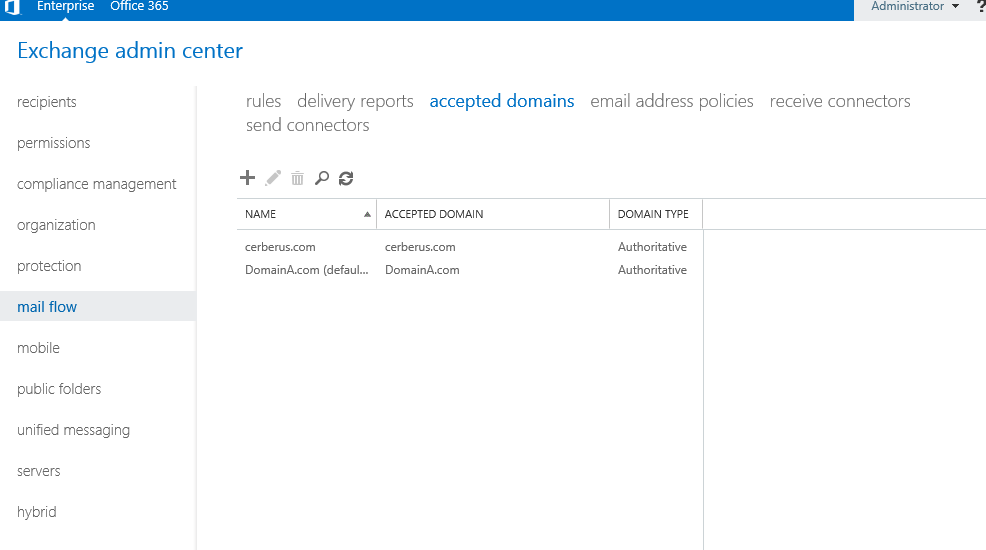 Enterprise Office 365 Administrator ?
Exchange admin center
recipients
permissions
compliance management
organization
protection
mail flow
mobile
public folders
unified messaging
servers
hybrid
rules delivery reports accepted domains email address policies receive connectors
send connectors
NAME ACCEPTED DOMAIN DOMAIN TYPE
cerberus.com cerberus.com Authoritative
DomainA.com (defaul... DomainA.com Authoritative